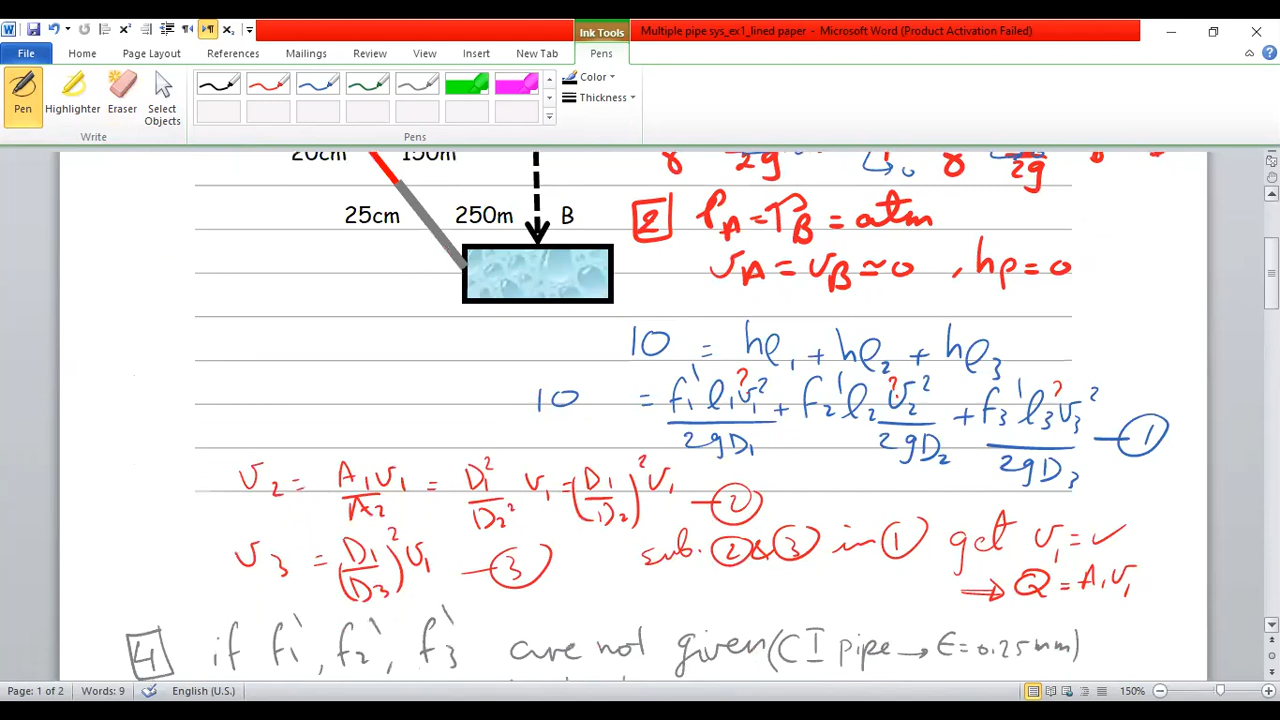 Ink Tools
Multiple pipe sys_ex1_lined paper - Microsoft Word (Product Activation Failed)
File Home Page Layout References Mailings Review View Insert New Tab Pens
Pen Highlighter Eraser Select Objects
Color
Thickness
Write
Pens
20cm 150m
2g
γ γ 2g
25cm 250m B
2 PA = PB = atm
VA = VB ≃ 0 , hp = 0
10 = hl1 + hl2 + hl3
10 = f1' l1 v1² / 2gD1 + f2' l2 v2² / 2gD2 + f3' l3 v3² / 2gD3 — ①
v2 = A1v1/A2 = D1²/D2² v1 = (D1/D2)² v1 — ②
v3 = (D1/D3)² v1 — ③
sub. ② & ③ in ① get v1 = ✓
⇒ Q = A1v1
4 if f1', f2', f3' are not given (CI pipe → ϵ = 0.25mm)
Page: 1 of 2 Words: 9 English (U.S.) 150%